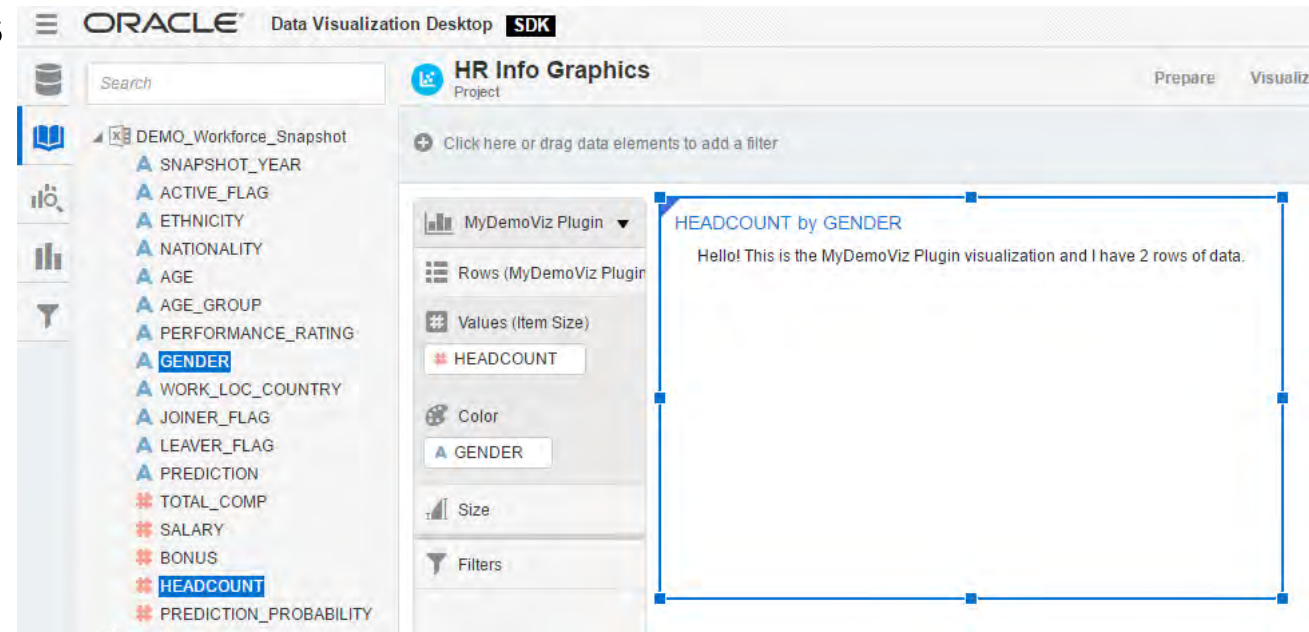 ORACLE Data Visualization Desktop SDK
Search
HR Info Graphics
Project
Prepare
DEMO_Workforce_Snapshot
SNAPSHOT_YEAR
ACTIVE_FLAG
ETHNICITY
NATIONALITY
AGE
AGE_GROUP
PERFORMANCE_RATING
GENDER
WORK_LOC_COUNTRY
JOINER_FLAG
LEAVER_FLAG
PREDICTION
TOTAL_COMP
SALARY
BONUS
HEADCOUNT
PREDICTION_PROBABILITY
Click here or drag data elements to add a filter
MyDemoViz Plugin
Rows (MyDemoViz Plugin
Values (Item Size)
HEADCOUNT
Color
GENDER
Size
Filters
HEADCOUNT by GENDER
Hello! This is the MyDemoViz Plugin visualization and I have 2 rows of data.